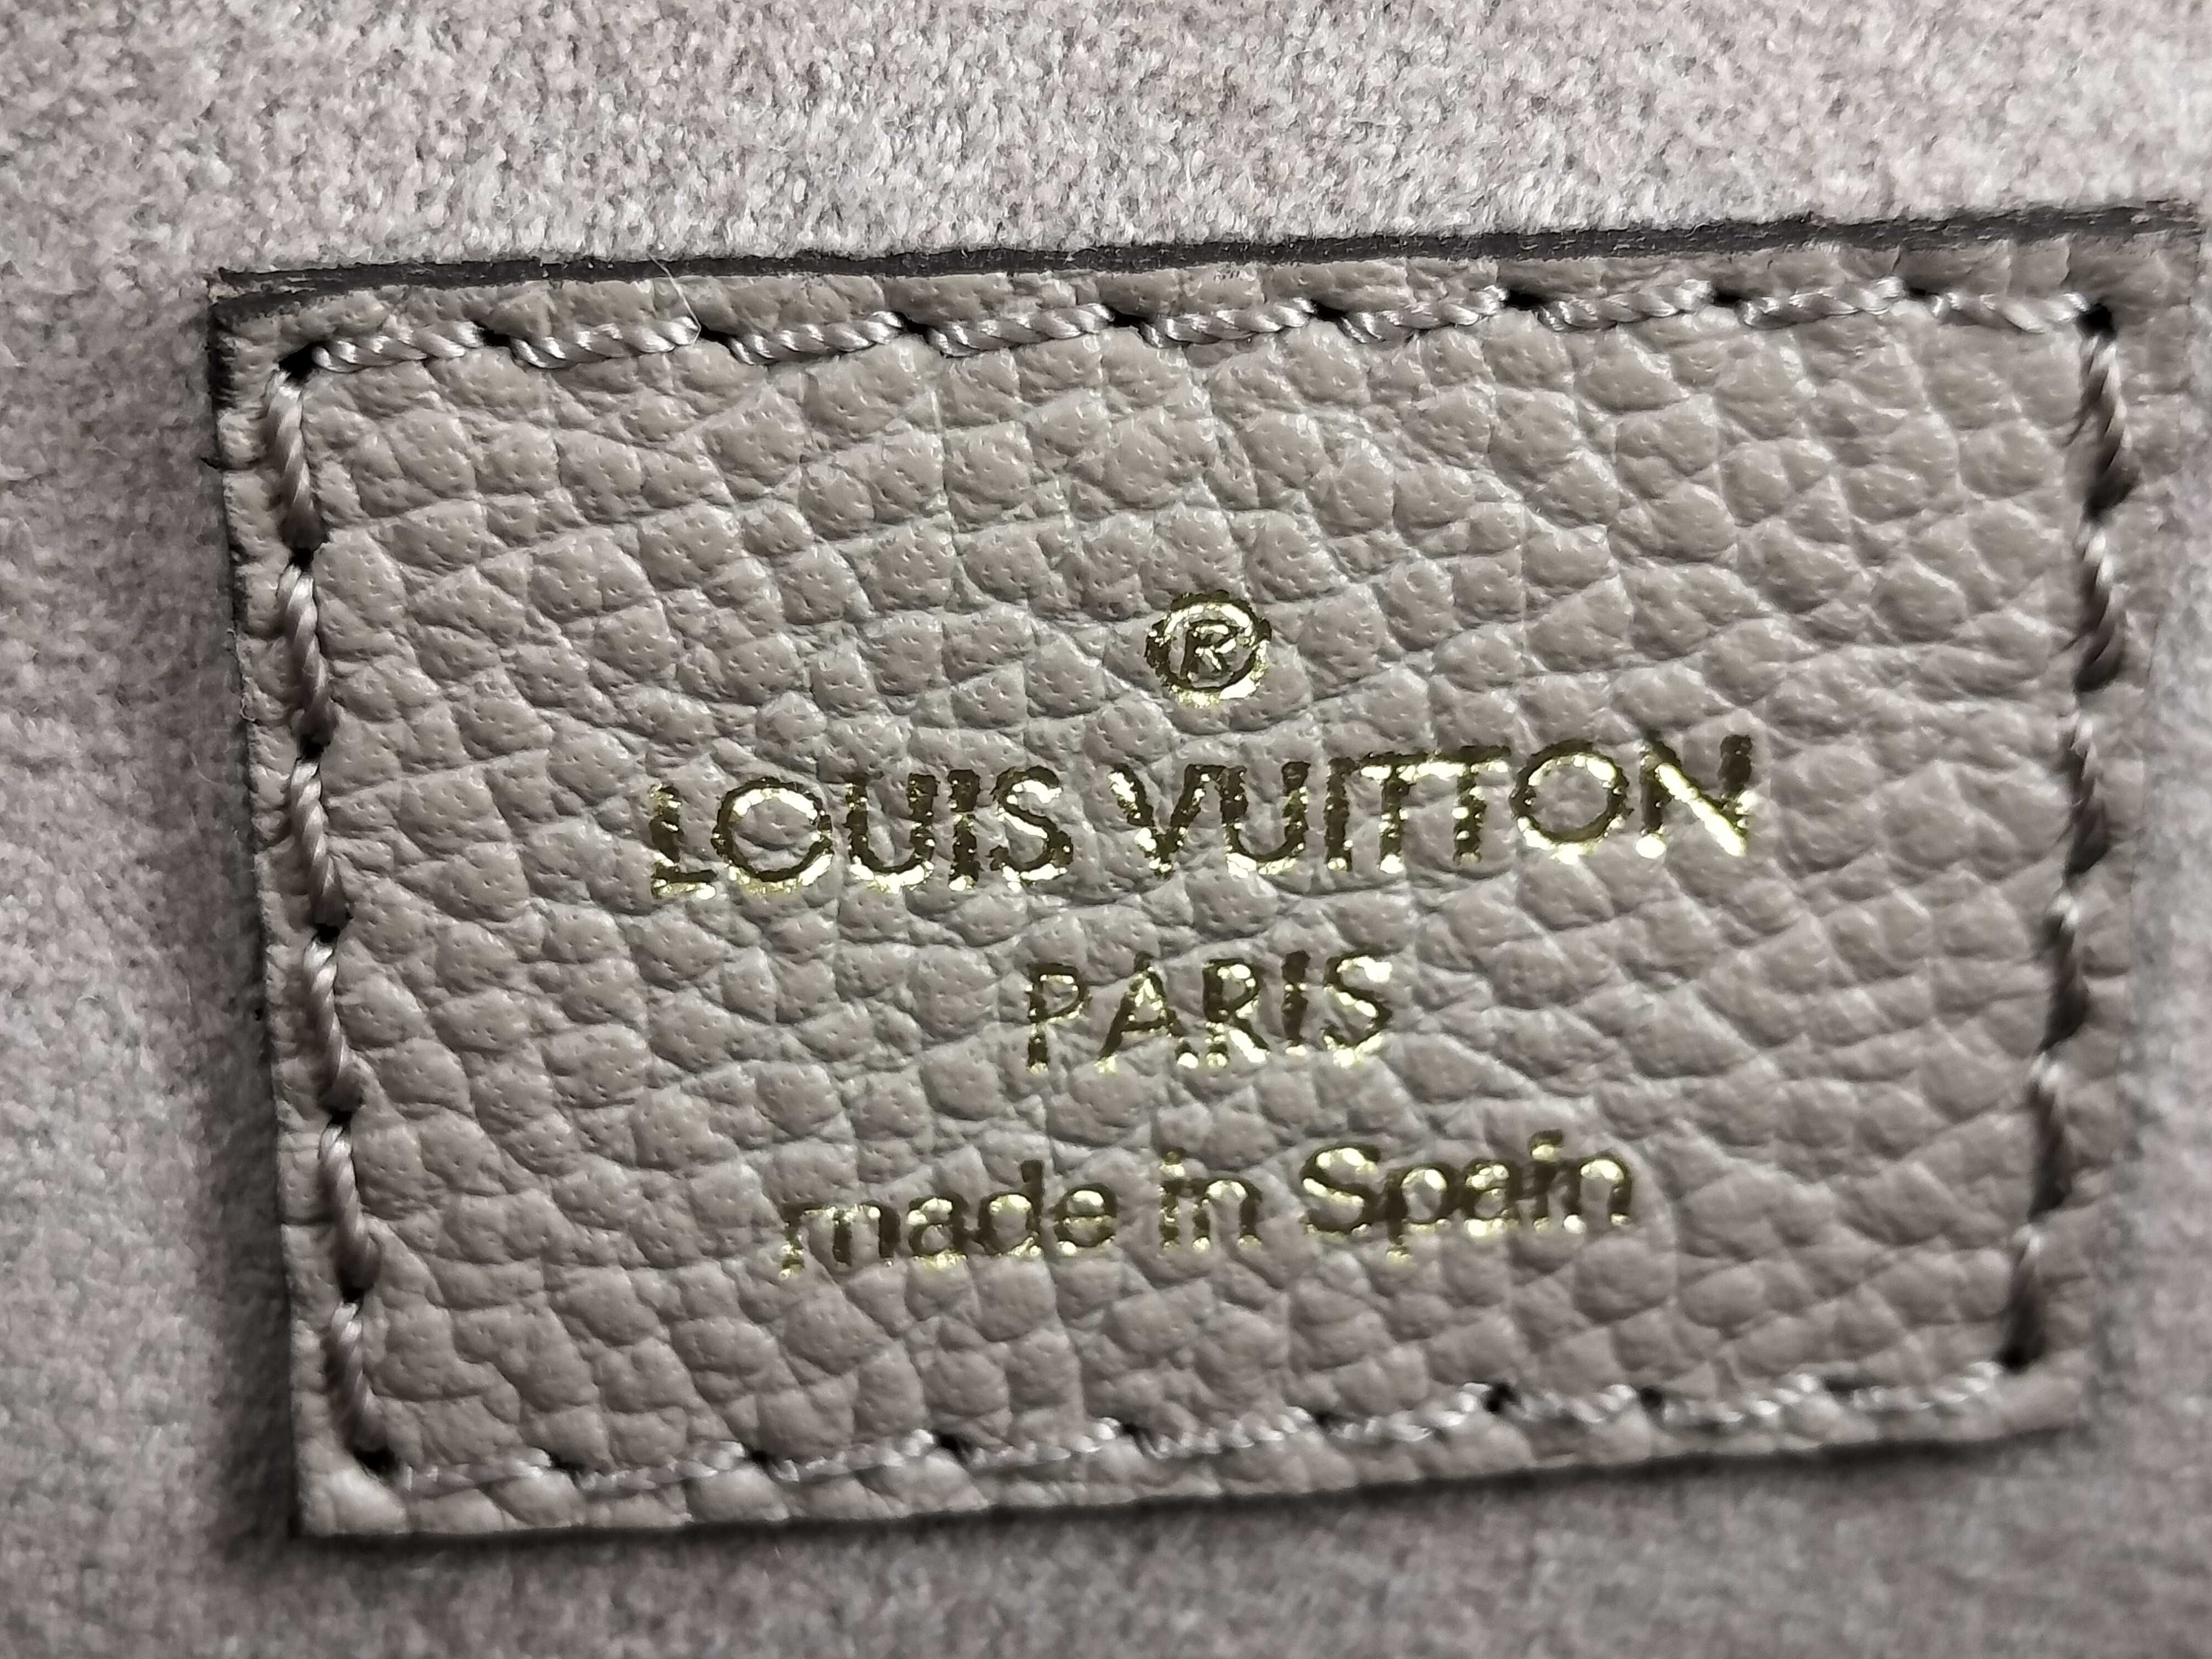 ®
LOUIS VUITTON
PARIS
made in Spain